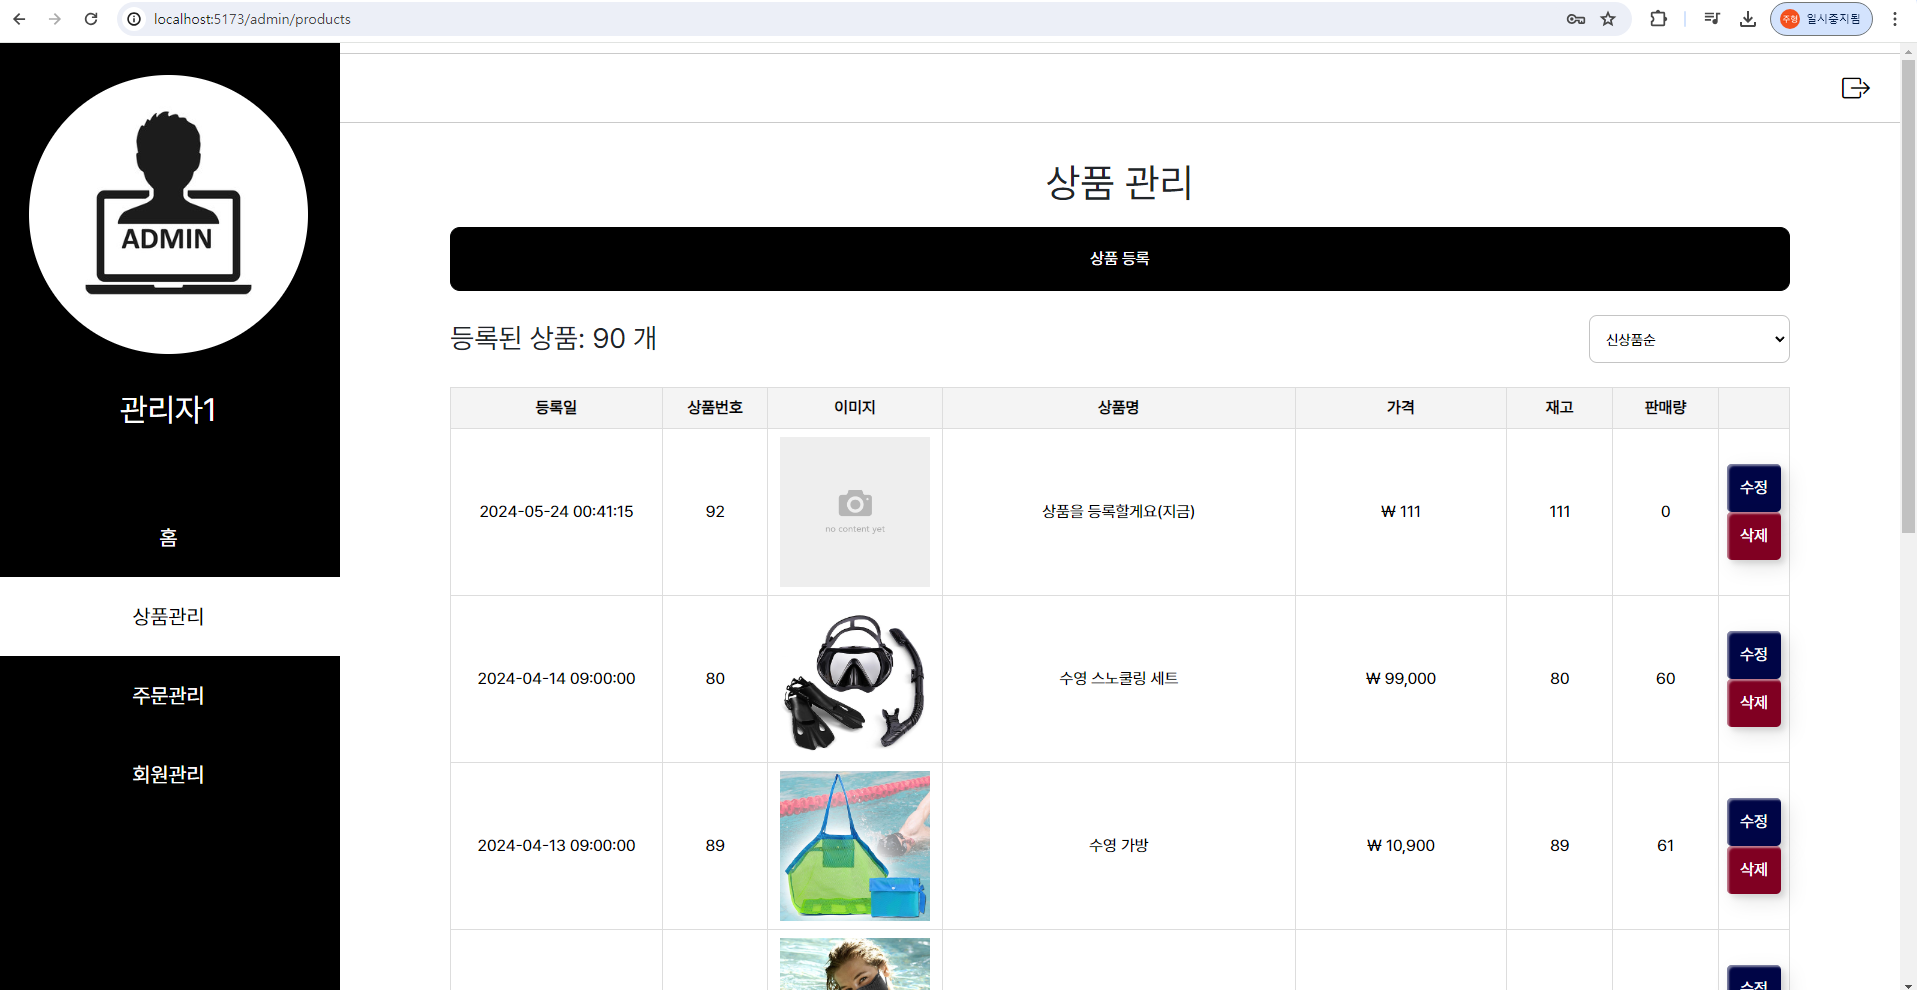 localhost:5173/admin/products
주형 일시중지됨
ADMIN
관리자1
홈
상품관리
주문관리
회원관리
상품 관리
상품 등록
등록된 상품: 90 개
신상품순
등록일 상품번호 이미지 상품명 가격 재고 판매량
2024-05-24 00:41:15 92 no content yet 상품을 등록할게요(지금) ₩ 111 111 0 수정 삭제
2024-04-14 09:00:00 80 수영 스노쿨링 세트 ₩ 99,000 80 60 수정 삭제
2024-04-13 09:00:00 89 수영 가방 ₩ 10,900 89 61 수정 삭제
수정